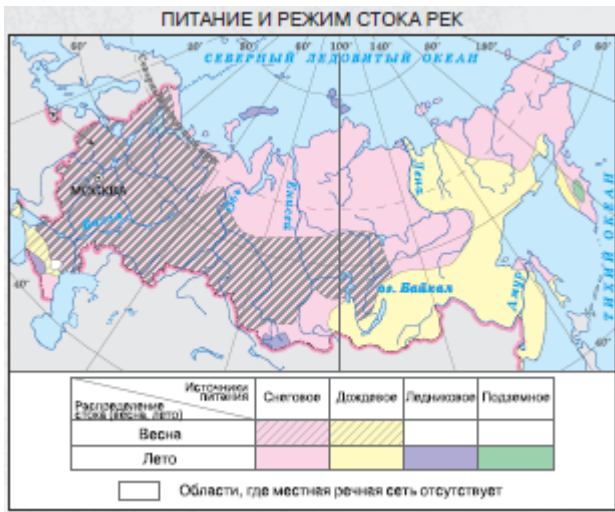 ПИТАНИЕ И РЕЖИМ СТОКА РЕК
60°
20°
80°
100°
140°
180°
СЕВЕРНЫЙ ЛЕДОВИТЫЙ ОКЕАН
МОСКВА
Волга
Обь
Енисей
Лена
оз. Байкал
Амур
ТИХИЙ ОКЕАН
40°
Источники питания
Распределение стока (весна, лето)
Снеговое
Дождевое
Ледниковое
Подземное
Весна
Лето
Области, где местная речная сеть отсутствует